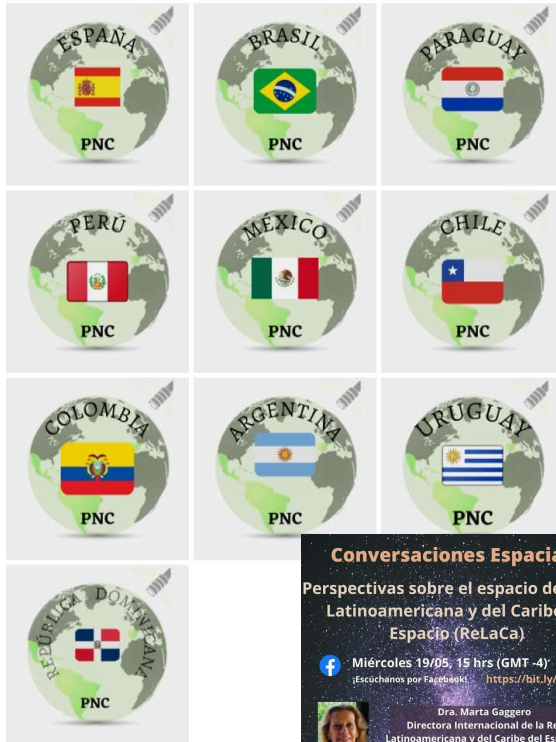 ESPAÑA
PNC
BRASIL
PNC
PARAGUAY
PNC
PERÚ
PNC
MÉXICO
PNC
CHILE
PNC
COLOMBIA
PNC
ARGENTINA
PNC
URUGUAY
PNC
REPÚBLICA DOMINICANA
PNC
Conversaciones Espacia
Perspectivas sobre el espacio de
Latinoamericana y del Caribe
Espacio (ReLaCa)
Miércoles 19/05, 15 hrs (GMT -4)
¡Escúchanos por Facebook! https://bit.ly/
Dra. Marta Gaggero
Directora Internacional de la Re
Latinoamericana y del Caribe del Es